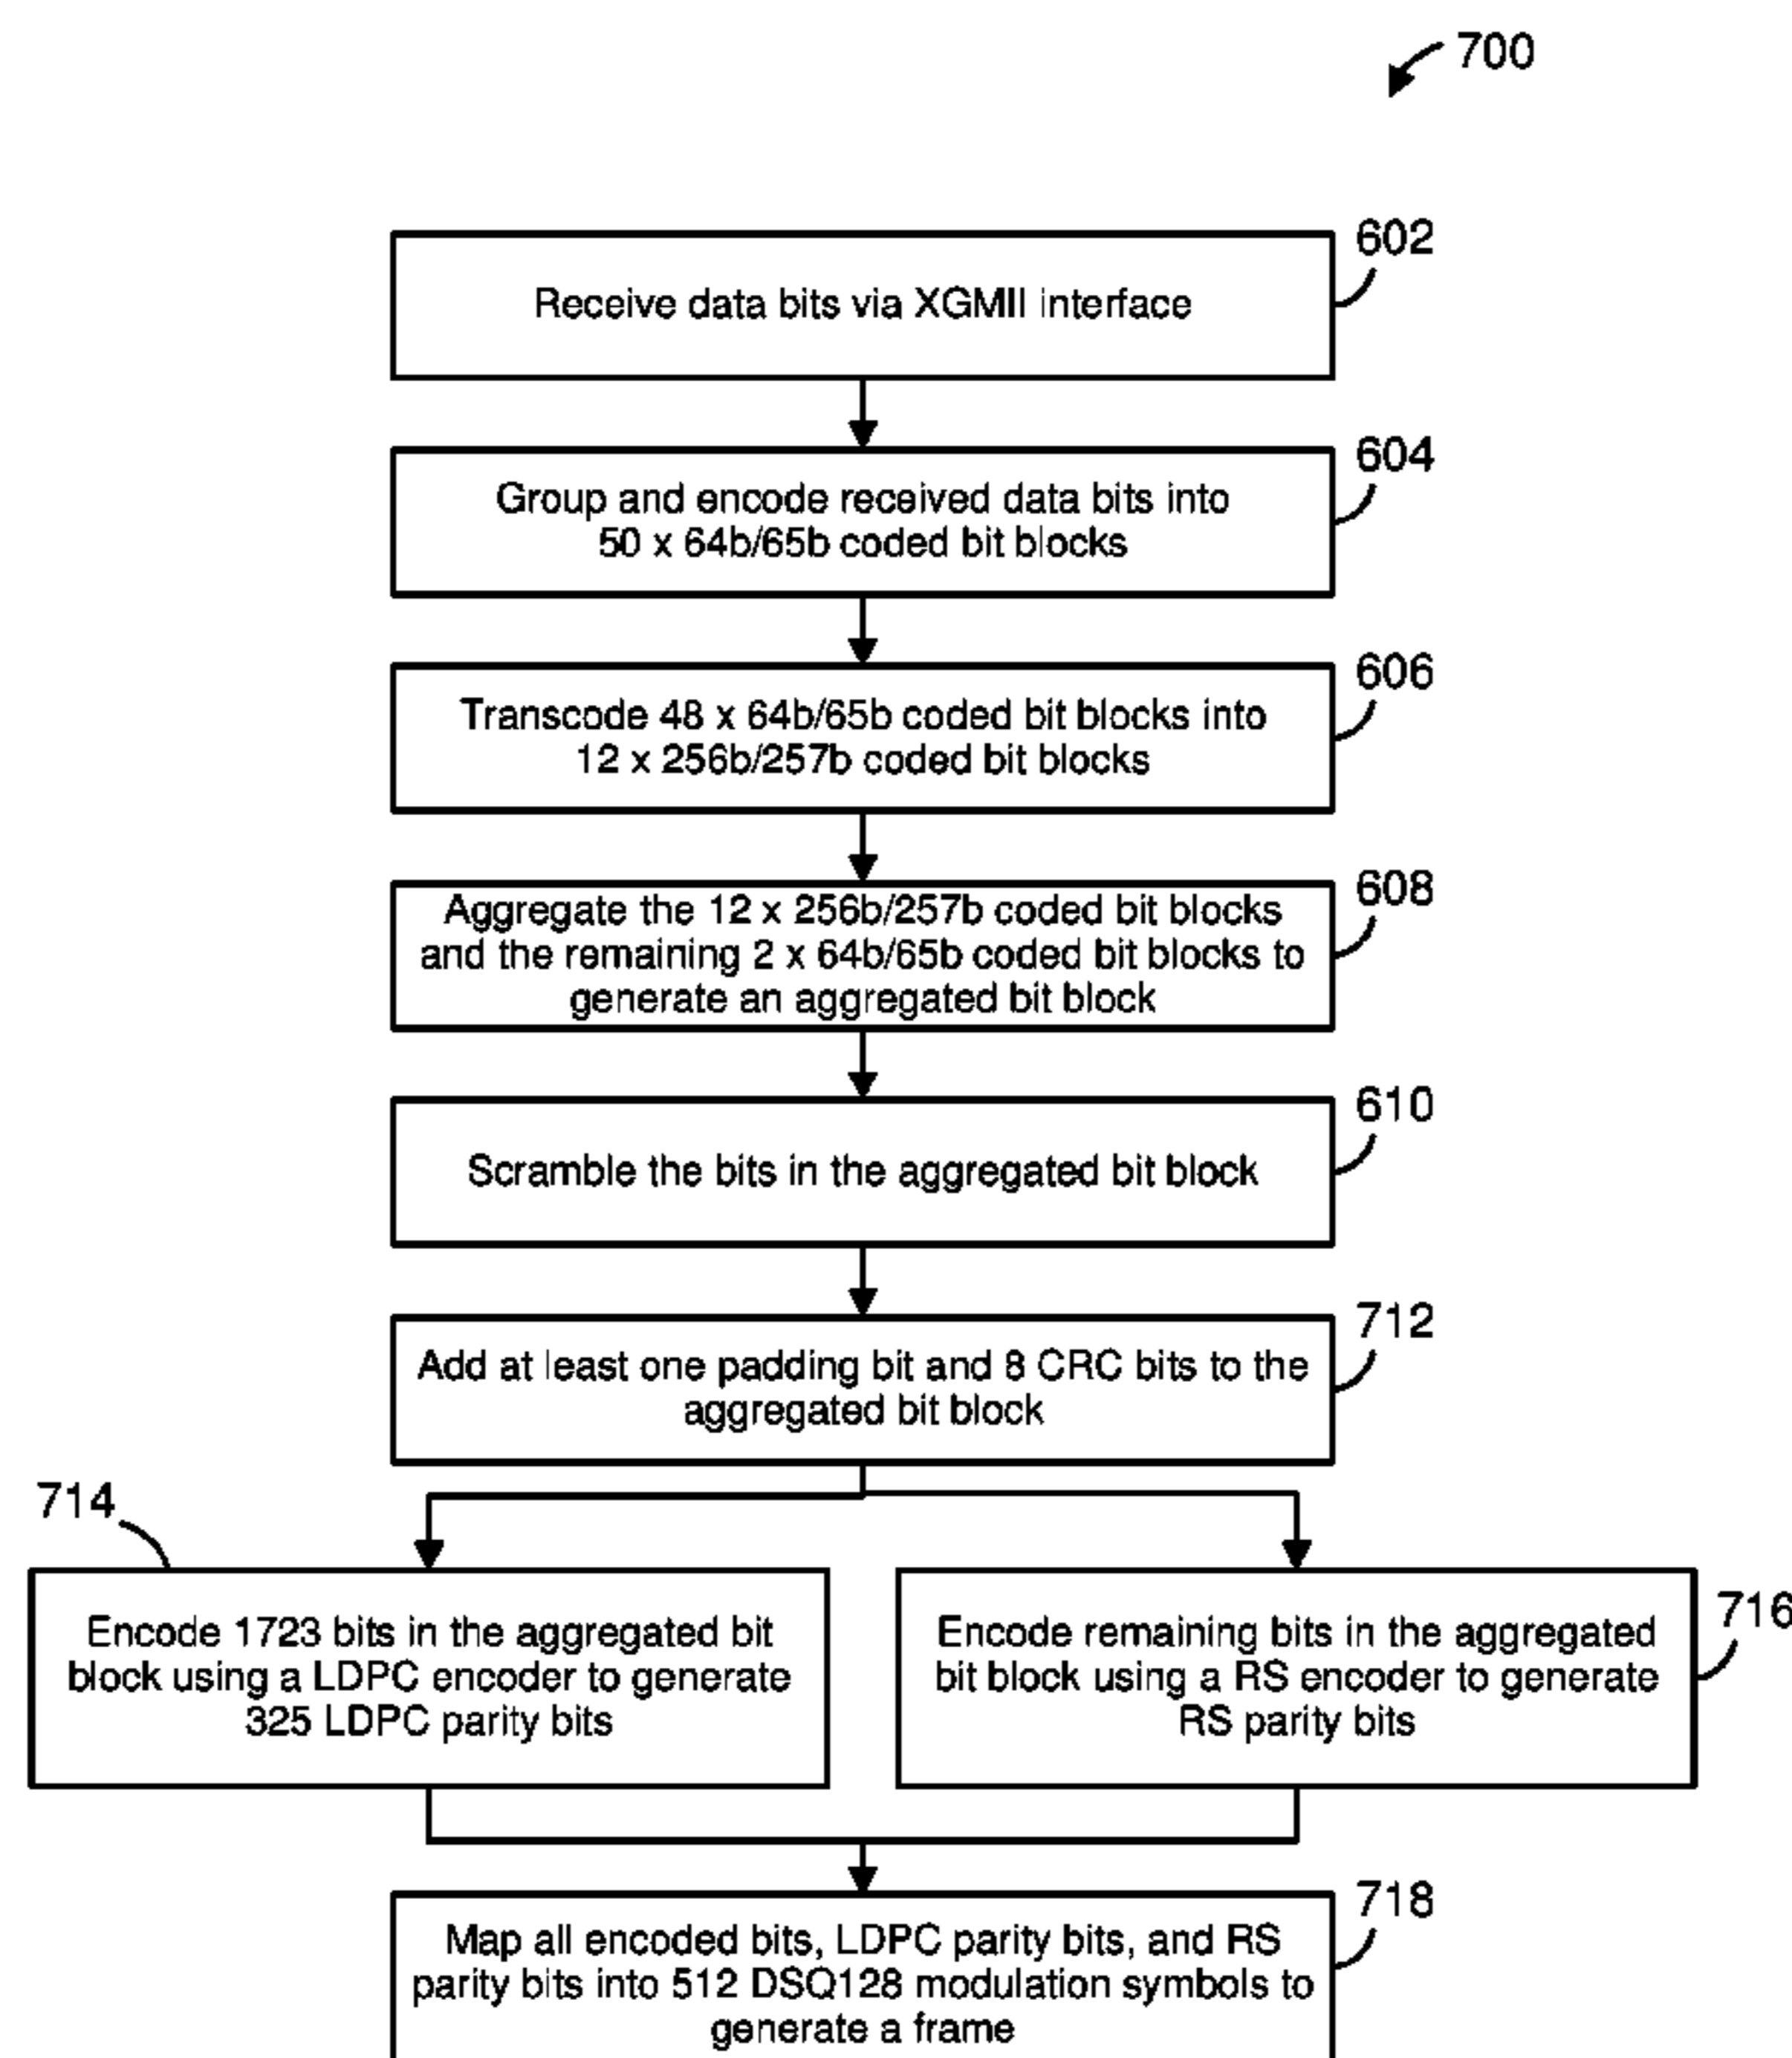 700
602
Receive data bits via XGMII interface
604
Group and encode received data bits into
50 x 64b/65b coded bit blocks
606
Transcode 48 x 64b/65b coded bit blocks into
12 x 256b/257b coded bit blocks
608
Aggregate the 12 x 256b/257b coded bit blocks
and the remaining 2 x 64b/65b coded bit blocks to
generate an aggregated bit block
610
Scramble the bits in the aggregated bit block
712
Add at least one padding bit and 8 CRC bits to the
aggregated bit block
714
Encode 1723 bits in the aggregated bit
block using a LDPC encoder to generate
325 LDPC parity bits
716
Encode remaining bits in the aggregated
bit block using a RS encoder to generate
RS parity bits
718
Map all encoded bits, LDPC parity bits, and RS
parity bits into 512 DSQ128 modulation symbols to
generate a frame